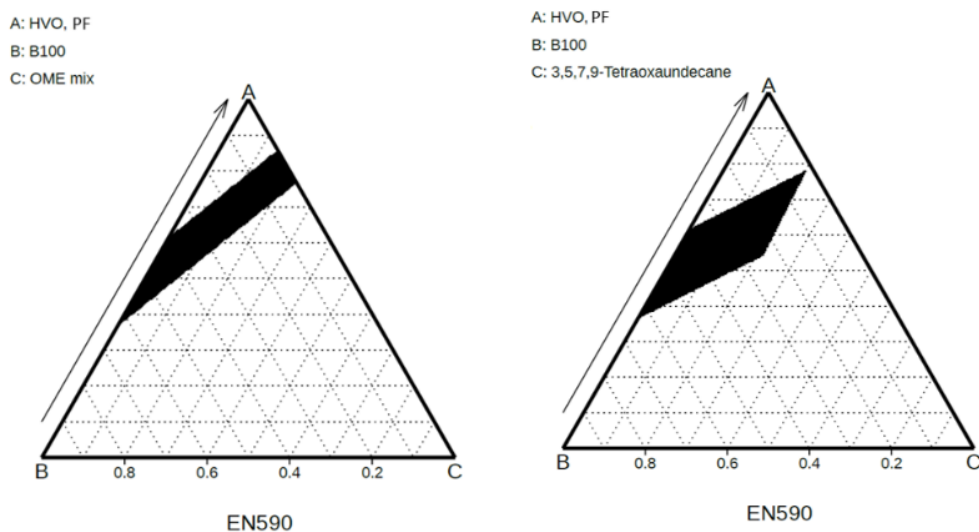 A: HVO, PF
B: B100
C: OME mix
A
B
0.8
0.6
0.4
0.2
C
EN590
A: HVO, PF
B: B100
C: 3,5,7,9-Tetraoxaundecane
A
B
0.8
0.6
0.4
0.2
C
EN590